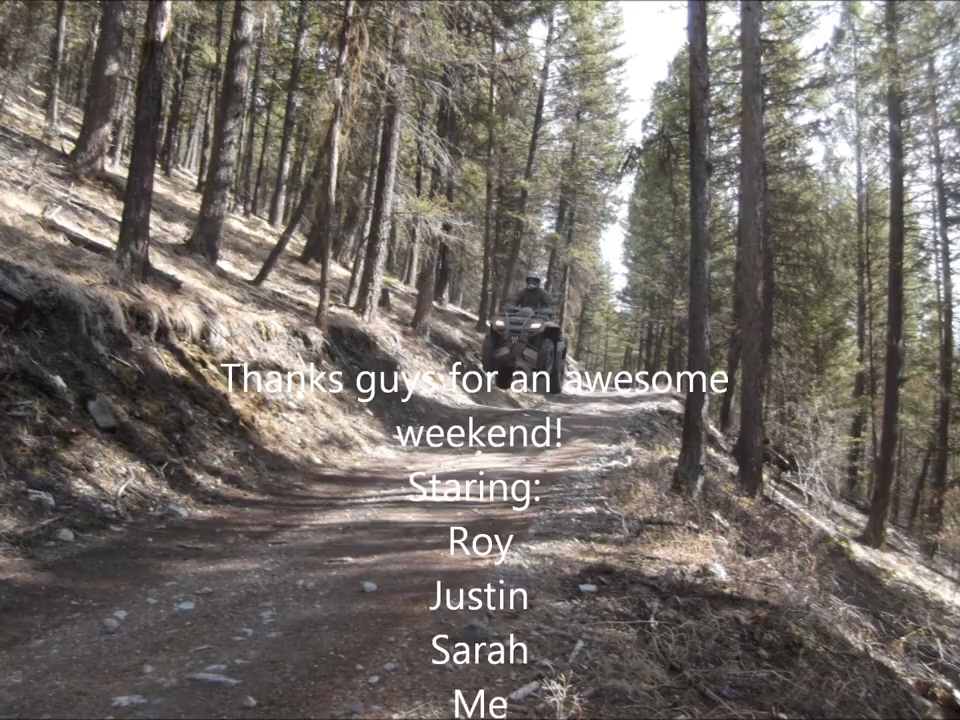 Thanks guys for an awesome
weekend!
Staring:
Roy
Justin
Sarah
Me